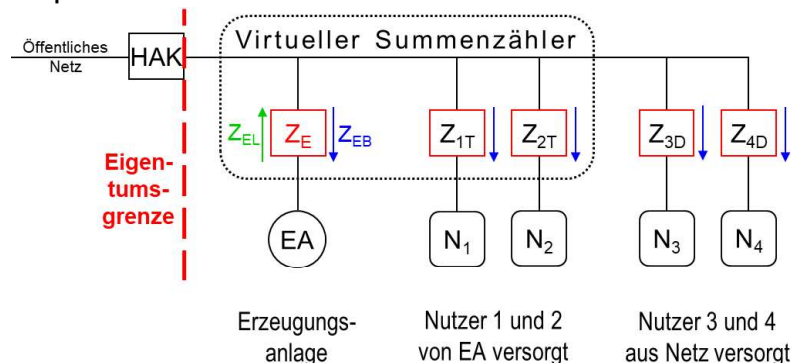 Virtueller Summenzähler
Öffentliches
Netz
HAK
Z_EL
Z_E
Z_EB
Z_1T
Z_2T
Z_3D
Z_4D
Eigen-
tums-
grenze
EA
N_1
N_2
N_3
N_4
Erzeugungs-
anlage
Nutzer 1 und 2
von EA versorgt
Nutzer 3 und 4
aus Netz versorgt